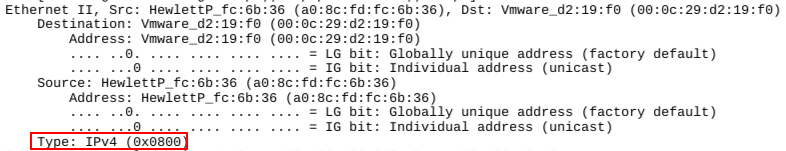 Ethernet II, Src: HewlettP_fc:6b:36 (a0:8c:fd:fc:6b:36), Dst: Vmware_d2:19:f0 (00:0c:29:d2:19:f0)
Destination: Vmware_d2:19:f0 (00:0c:29:d2:19:f0)
Address: Vmware_d2:19:f0 (00:0c:29:d2:19:f0)
.... ..0. .... .... .... .... = LG bit: Globally unique address (factory default)
.... ...0 .... .... .... .... = IG bit: Individual address (unicast)
Source: HewlettP_fc:6b:36 (a0:8c:fd:fc:6b:36)
Address: HewlettP_fc:6b:36 (a0:8c:fd:fc:6b:36)
.... ..0. .... .... .... .... = LG bit: Globally unique address (factory default)
.... ...0 .... .... .... .... = IG bit: Individual address (unicast)
Type: IPv4 (0x0800)